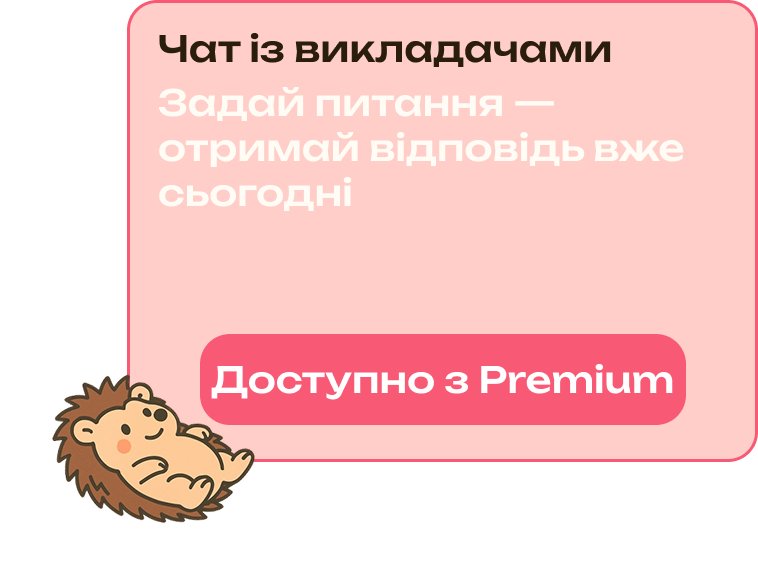 Чат із викладачами
Задай питання —
отримай відповідь вже
сьогодні
Доступно з Premium